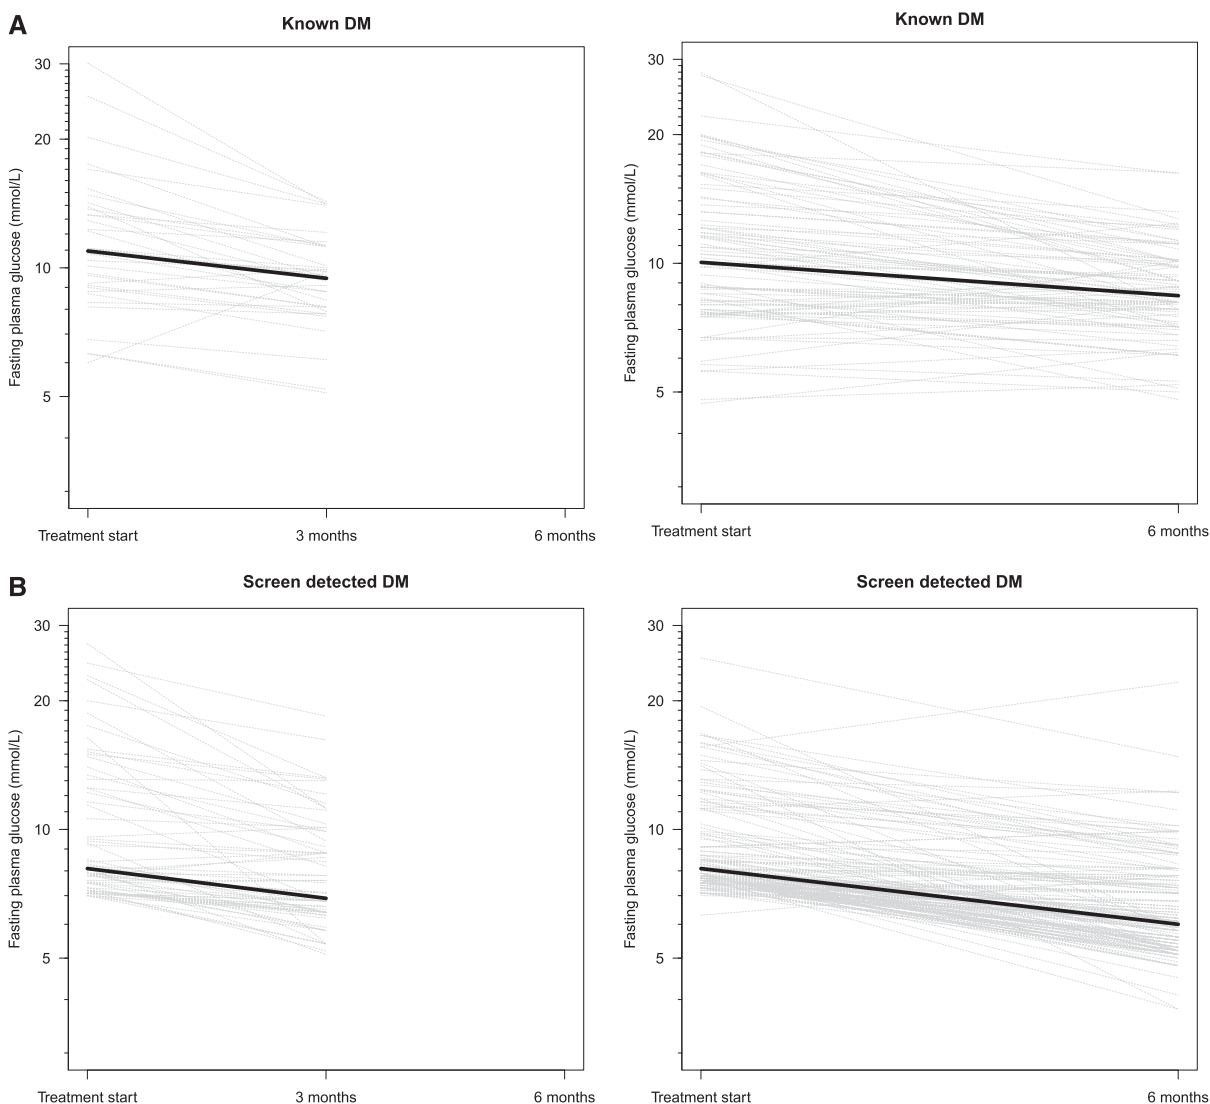 A
Known DM
Fasting plasma glucose (mmol/L)
30
20
10
5
Treatment start
3 months
6 months
Known DM
Fasting plasma glucose (mmol/L)
30
20
10
5
Treatment start
6 months
B
Screen detected DM
Fasting plasma glucose (mmol/L)
30
20
10
5
Treatment start
3 months
6 months
Screen detected DM
Fasting plasma glucose (mmol/L)
30
20
10
5
Treatment start
6 months